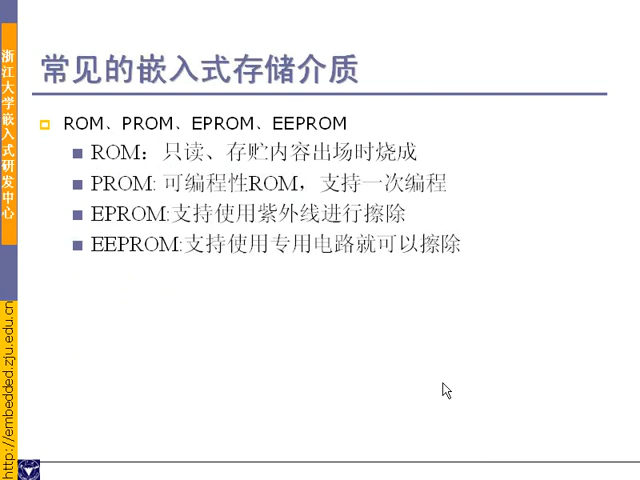 常见的嵌入式存储介质
ROM、PROM、EPROM、EEPROM
ROM：只读、存贮内容出场时烧成
PROM: 可编程性ROM，支持一次编程
EPROM:支持使用紫外线进行擦除
EEPROM:支持使用专用电路就可以擦除
浙江大学嵌入式研发中心
http://embedded.zju.edu.cn